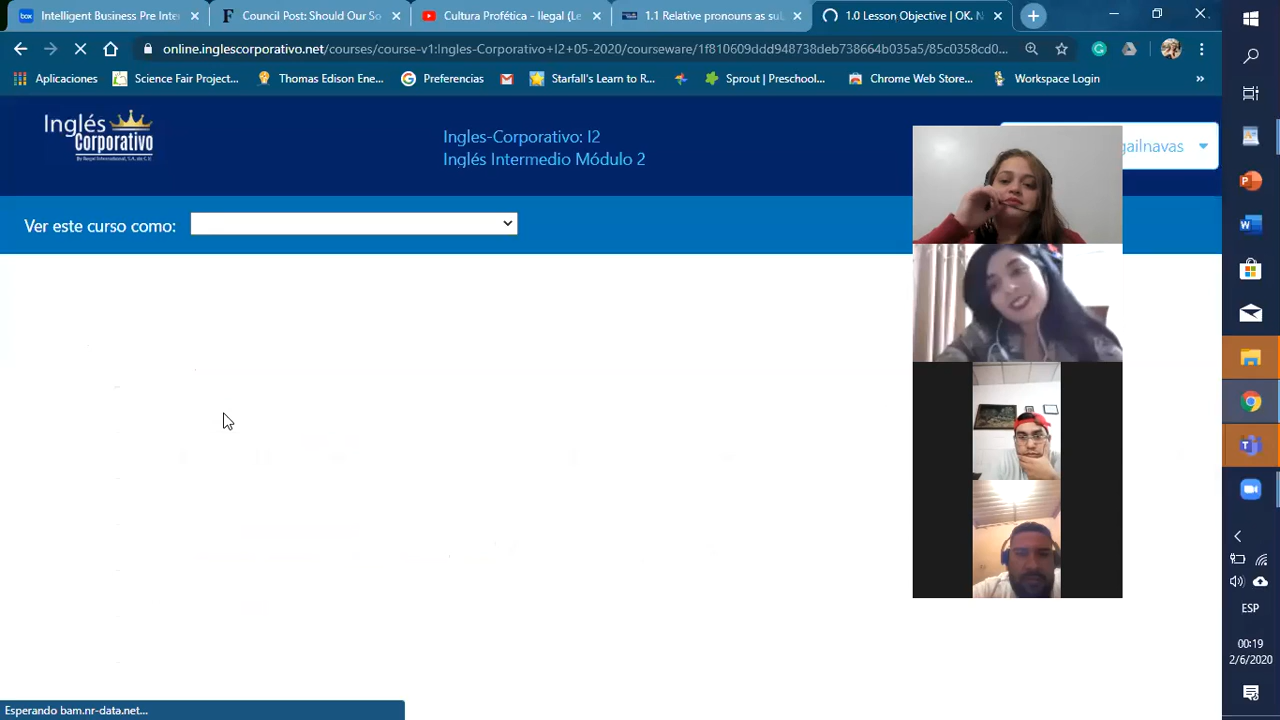 box Intelligent Business Pre Inte
F Council Post: Should Our So
Cultura Profética - Ilegal (Le
1.1 Relative pronouns as su
1.0 Lesson Objective | OK. N
online.inglescorporativo.net/courses/course-v1:Ingles-Corporativo+I2+05-2020/courseware/1f810609ddd948738deb738664b035a5/85c0358cd0...
Aplicaciones
Science Fair Project...
Thomas Edison Ene...
Preferencias
Starfall's Learn to R...
Sprout | Preschool...
Chrome Web Store...
Workspace Login
»
Inglés
Corporativo
Ingles-Corporativo: I2
Inglés Intermedio Módulo 2
gailnavas
Ver este curso como:
Esperando bam.nr-data.net...
ESP
00:19
2/6/2020